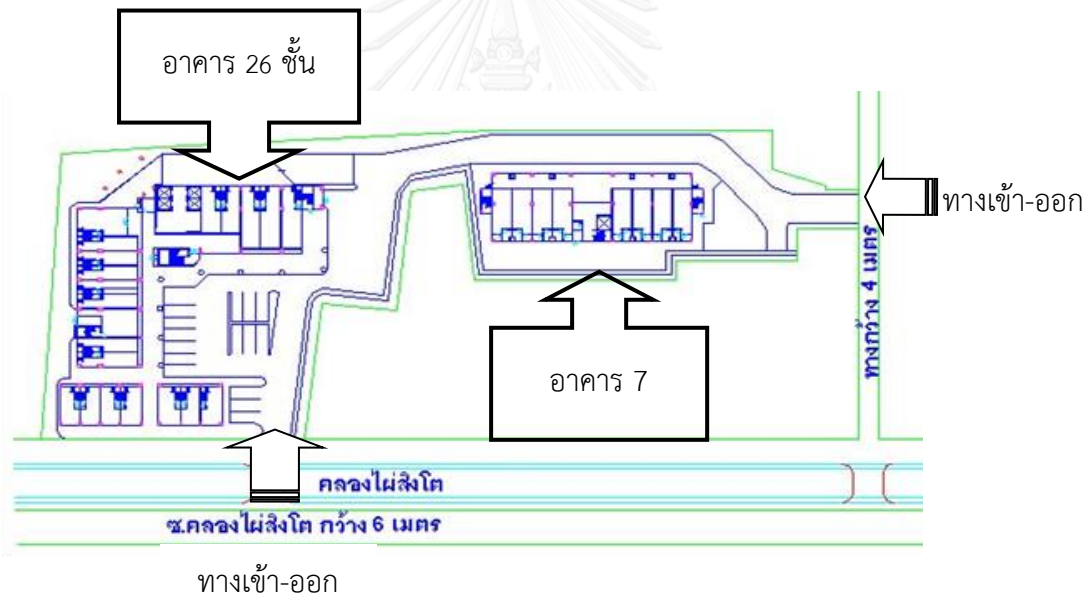 อาคาร 26 ชั้น
ทางเข้า-ออก
ทางกว้าง 4 เมตร
อาคาร 7
คลองไผ่สิงโต
ซ.คลองไผ่สิงโต กว้าง 6 เมตร
ทางเข้า-ออก